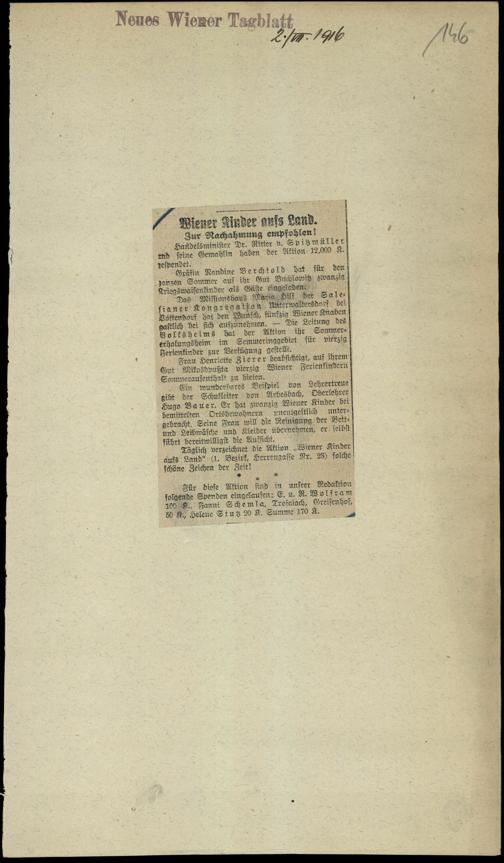 Neues Wiener Tagblatt
2./VII. 1916
146
Wiener Kinder aufs Land.
Zur Nachahmung empfohlen!
Handelsminister Dr. Ritter v. Spitzmüller
und seine Gemahlin haben der Aktion 12,000 K.
gespendet.
Gräfin Nandine Berchtold hat für den
ganzen Sommer auf ihr Gut zwanzig
Kriegswaisenkinder als Gäste eingeladen.
Das Missionshaus Maria Hilf der Sale-
sianer Kongregation Unterwaltersdorf bei
Pottendorf hat den Wunsch, fünfzig Wiener Knaben
gastlich bei sich aufzunehmen. — Die Leitung des
Volksheims hat der Aktion ihr Sommer-
erholungsheim im Semmeringgebiet für vierzig
Ferienkinder zur Verfügung gestellt.
Frau Henriette Zierer beabsichtigt, auf ihrem
Gut Mikosdpußta vierzig Wiener Ferienkindern
Sommeraufenthalt zu bieten.
Ein wunderbares Beispiel von Lehrertreue
gibt der Schulleiter von Arbesbach, Oberlehrer
Hugo Bauer. Er hat zwanzig Wiener Kinder bei
bemittelten Ortsbewohnern unentgeltlich unter-
gebracht. Seine Frau will die Reinigung der Bett-
und Leibwäsche und Kleider übernehmen, er selbst
führt bereitwilligst die Aufsicht.
Täglich verzeichnet die Aktion „Wiener Kinder
aufs Land“ (1. Bezirk, Herrengasse Nr. 23) solche
schöne Zeichen der Zeit!
* * *
Für diese Aktion sind in unsrer Redaktion
folgende Spenden eingelaufen: E. u. R. Wolfram
100 K., Fanni Schemla, Trofaiach, Greifenhof,
50 K., Helene Stutz 20 K. Summe 170 K.